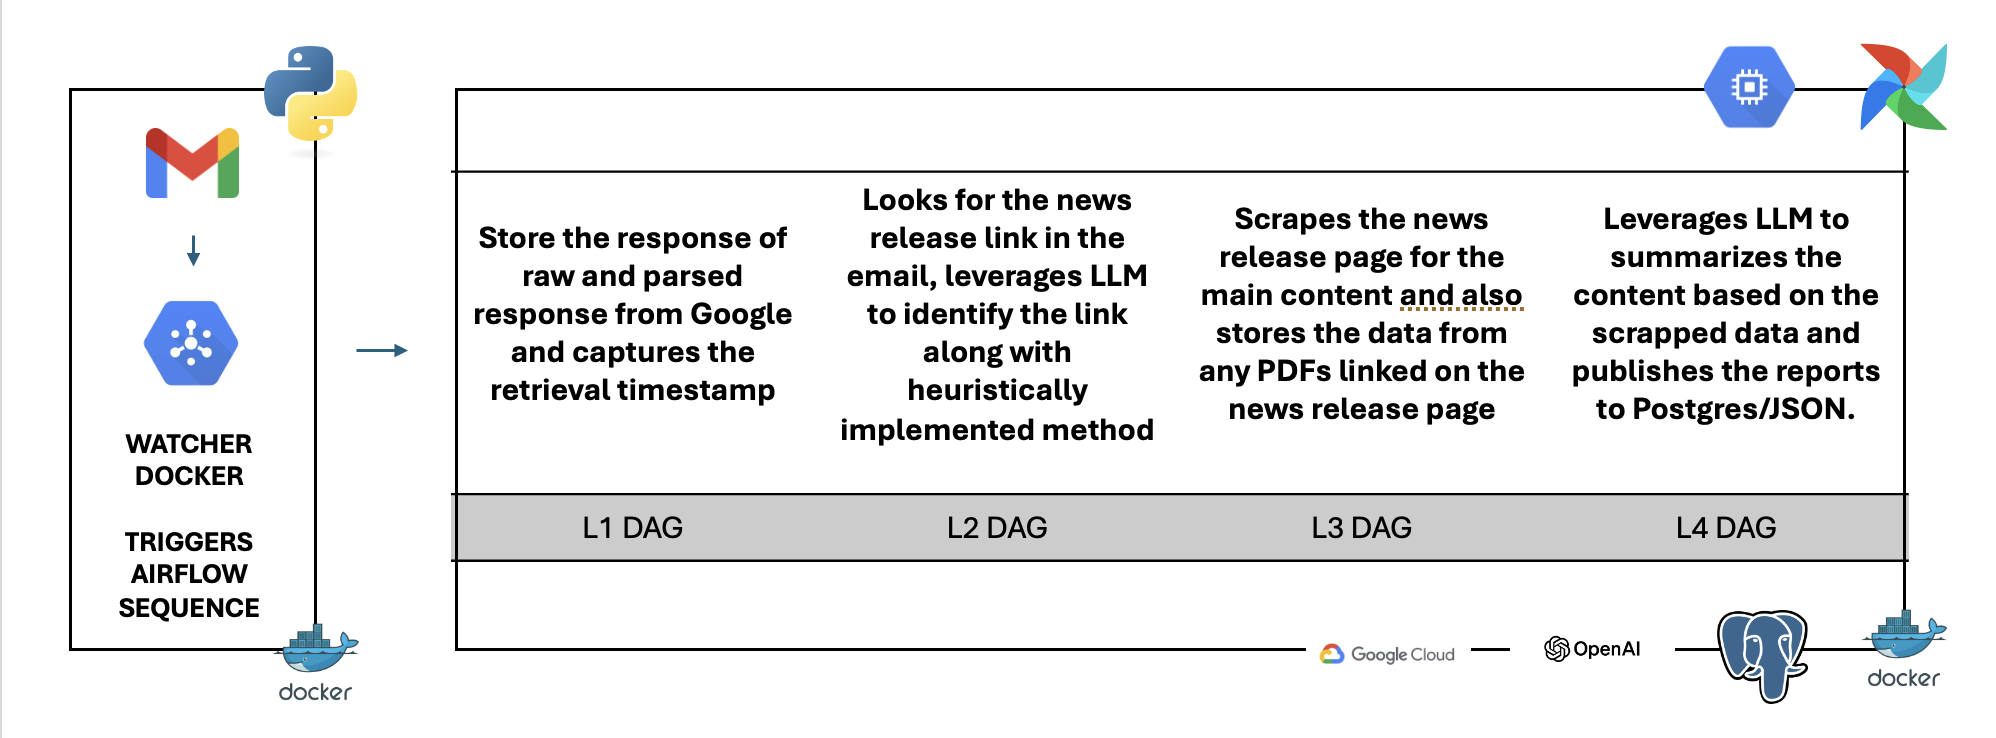 WATCHER
DOCKER
TRIGGERS
AIRFLOW
SEQUENCE
docker
Store the response of
raw and parsed
response from Google
and captures the
retrieval timestamp
Looks for the news
release link in the
email, leverages LLM
to identify the link
along with
heuristically
implemented method
Scrapes the news
release page for the
main content and also
stores the data from
any PDFs linked on the
news release page
Leverages LLM to
summarizes the
content based on the
scrapped data and
publishes the reports
to Postgres/JSON.
L1 DAG
L2 DAG
L3 DAG
L4 DAG
Google Cloud
OpenAI
docker